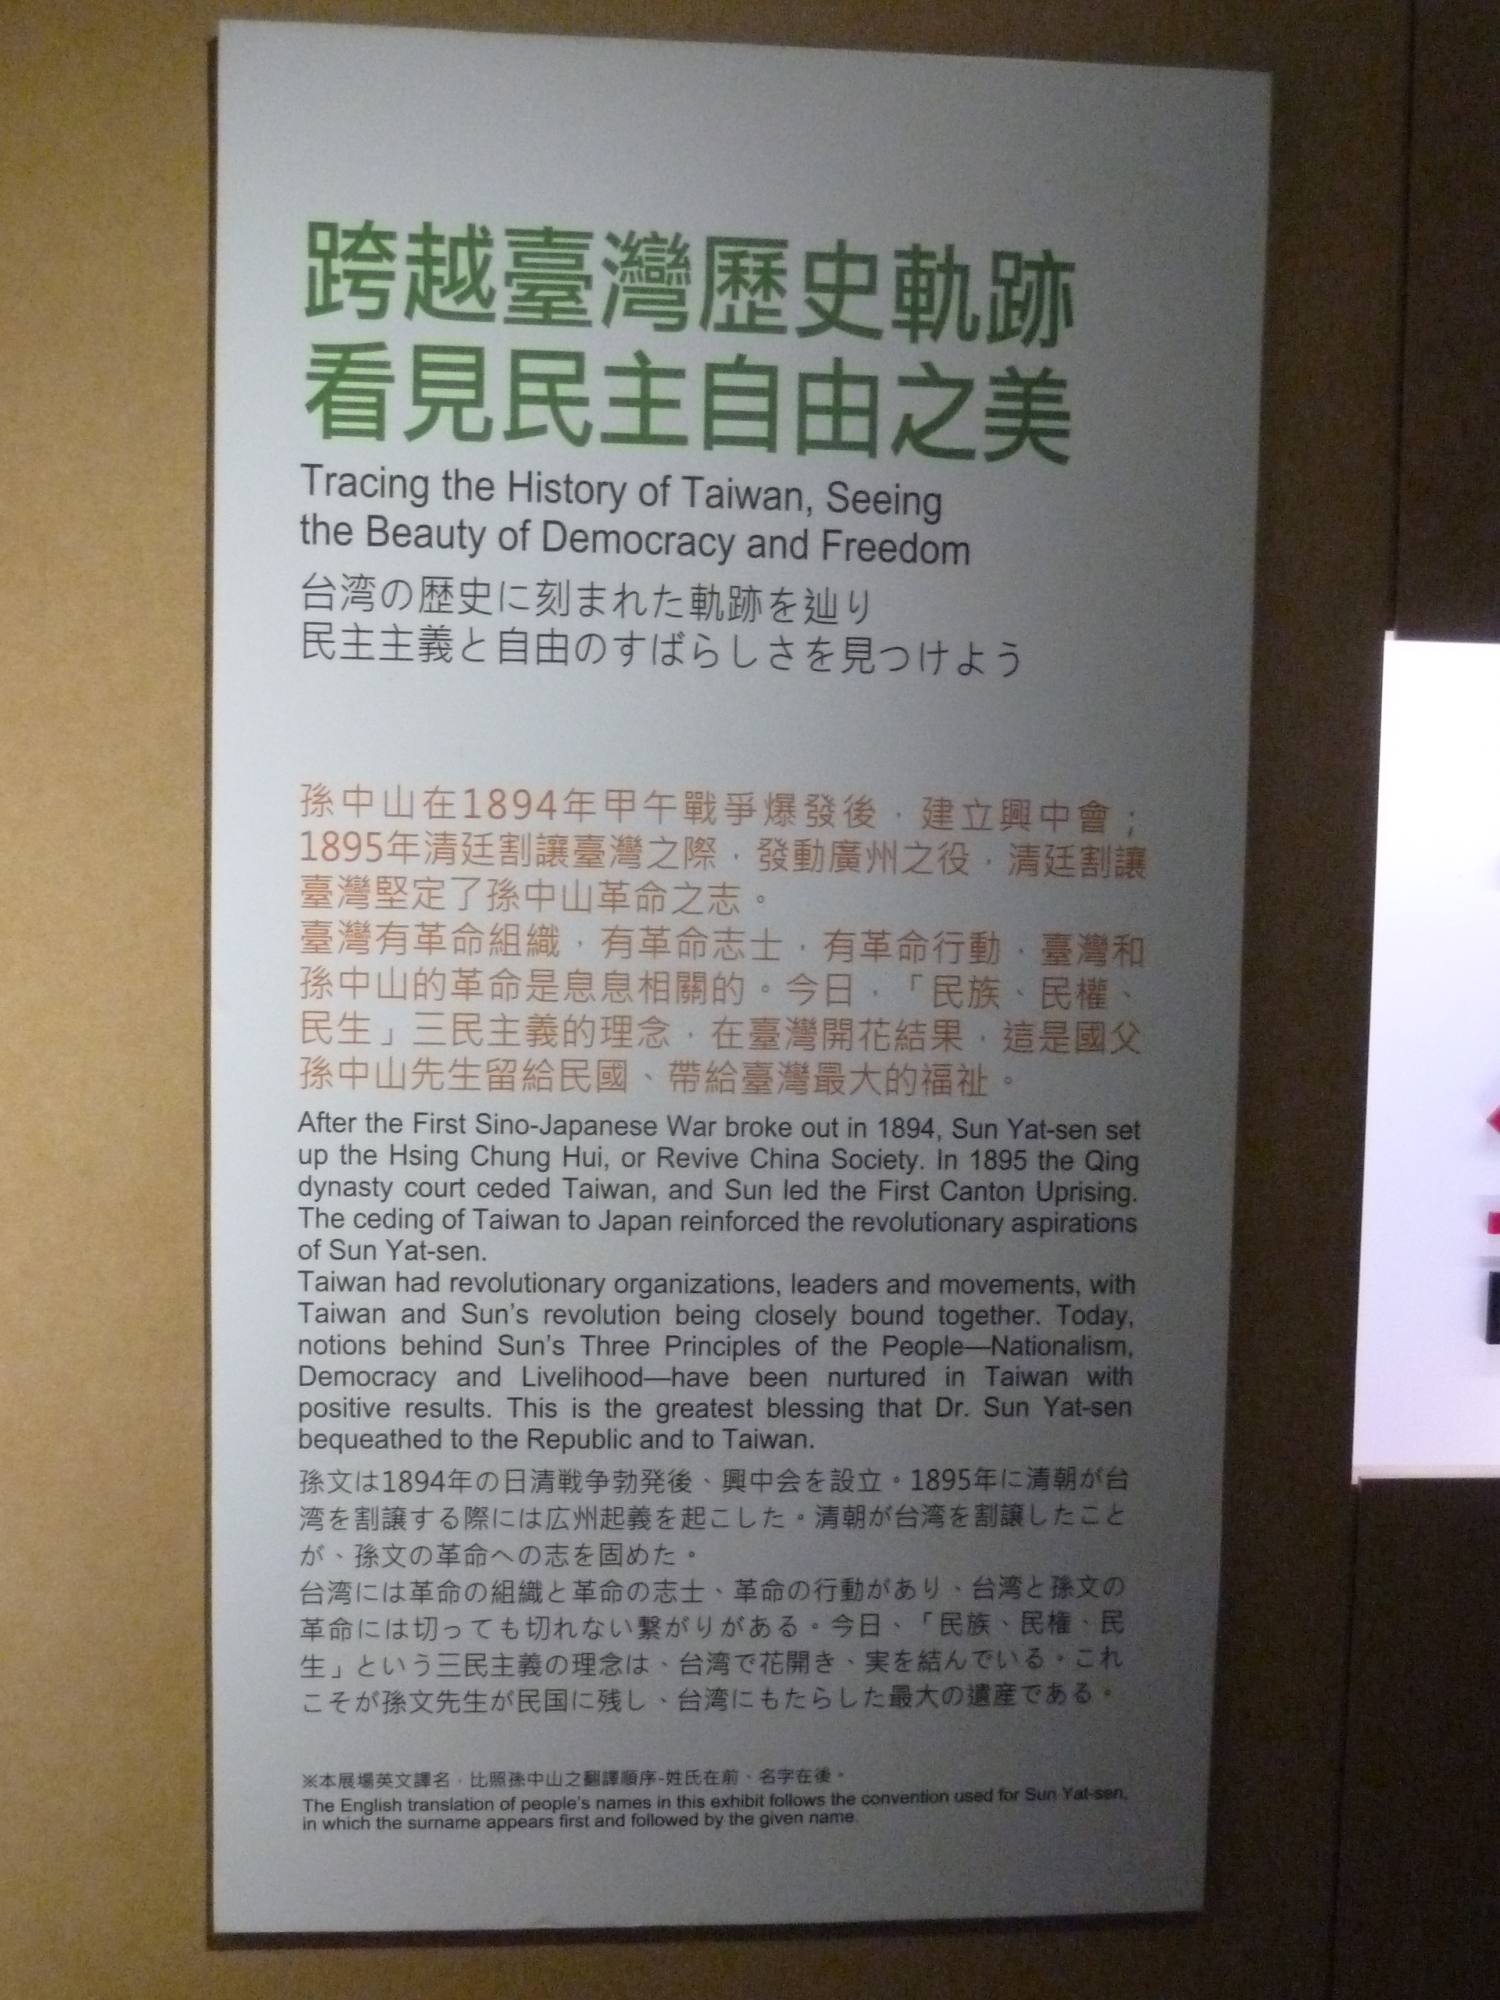 跨越臺灣歷史軌跡
看見民主自由之美
Tracing the History of Taiwan, Seeing
the Beauty of Democracy and Freedom
台湾の歴史に刻まれた軌跡を辿り
民主主義と自由のすばらしさを見つけよう
孫中山在1894年甲午戰爭爆發後，建立興中會；
1895年清廷割讓臺灣之際，發動廣州之役，清廷割讓
臺灣堅定了孫中山革命之志。
臺灣有革命組織，有革命志士，有革命行動，臺灣和
孫中山的革命是息息相關的。今日，「民族、民權、
民生」三民主義的理念，在臺灣開花結果，這是國父
孫中山先生留給民國、帶給臺灣最大的福祉。
After the First Sino-Japanese War broke out in 1894, Sun Yat-sen set
up the Hsing Chung Hui, or Revive China Society. In 1895 the Qing
dynasty court ceded Taiwan, and Sun led the First Canton Uprising.
The ceding of Taiwan to Japan reinforced the revolutionary aspirations
of Sun Yat-sen.
Taiwan had revolutionary organizations, leaders and movements, with
Taiwan and Sun's revolution being closely bound together. Today,
notions behind Sun's Three Principles of the People—Nationalism,
Democracy and Livelihood—have been nurtured in Taiwan with
positive results. This is the greatest blessing that Dr. Sun Yat-sen
bequeathed to the Republic and to Taiwan.
孫文は1894年の日清戦争勃発後、興中会を設立。1895年に清朝が台
湾を割譲する際には広州起義を起こした。清朝が台湾を割譲したこと
が、孫文の革命への志を固めた。
台湾には革命の組織と革命の志士、革命の行動があり、台湾と孫文の
革命には切っても切れない繋がりがある。今日、「民族、民権、民
生」という三民主義の理念は、台湾で花開き、実を結んでいる。これ
こそが孫文先生が民国に残し、台湾にもたらした最大の遺産である。
※本展場英文譯名，比照孫中山之翻譯順序-姓氏在前、名字在後。
The English translation of people's names in this exhibit follows the convention used for Sun Yat-sen,
in which the surname appears first and followed by the given name.